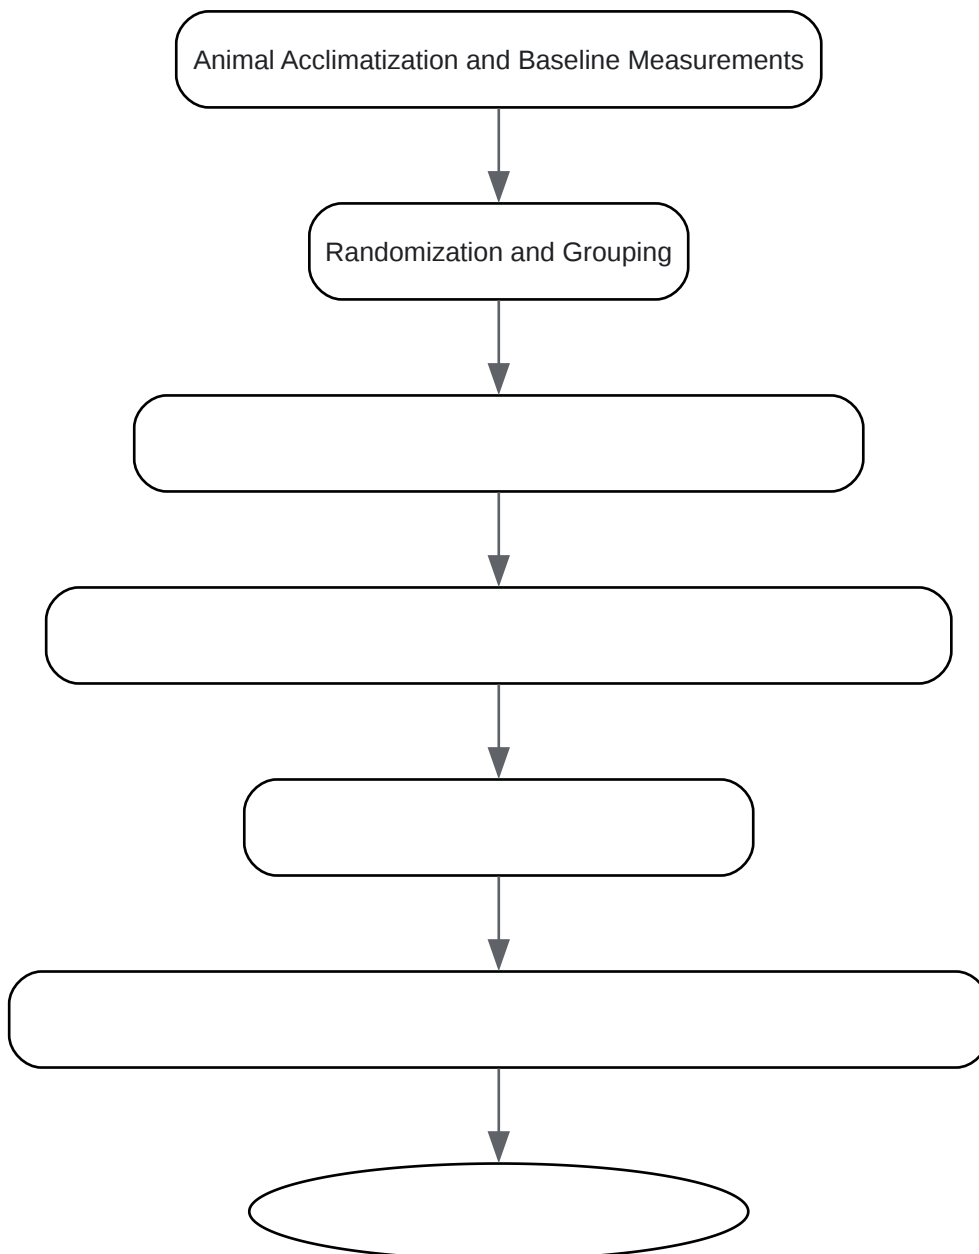 Animal Acclimatization and Baseline Measurements
Randomization and Grouping